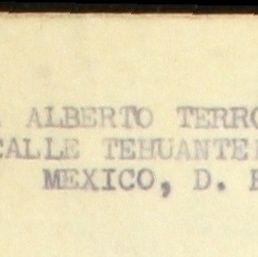 ALBERTO TERRO
CALLE TEHUANTE
MEXICO, D.